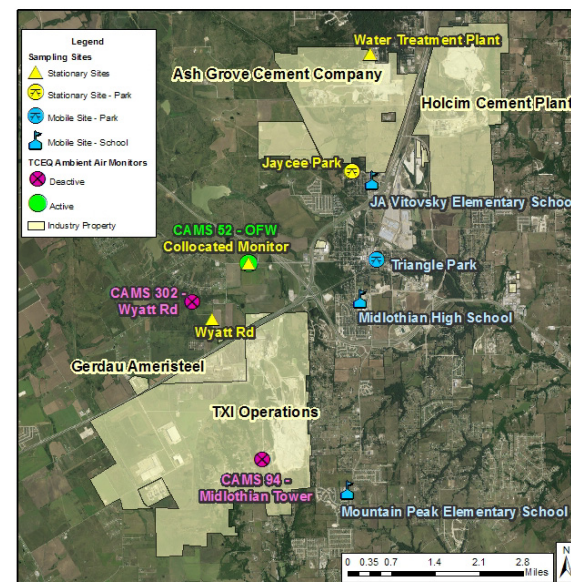 Legend
Sampling Sites
Stationary Sites
Stationary Site - Park
Mobile Site - Park
Mobile Site - School
TCEQ Ambient Air Monitors
Deactive
Active
Industry Property
Water Treatment Plant
Ash Grove Cement Company
Holcim Cement Plant
Jaycee Park
JA Vitovsky Elementary School
CAMS 52 - OFW
Collocated Monitor
Triangle Park
CAMS 302 -
Wyatt Rd
Midlothian High School
Wyatt Rd
Gerdau Ameristeel
TXI Operations
CAMS 94 -
Midlothian Tower
Mountain Peak Elementary School
0 0.35 0.7 1.4 2.1 2.8
Miles
N